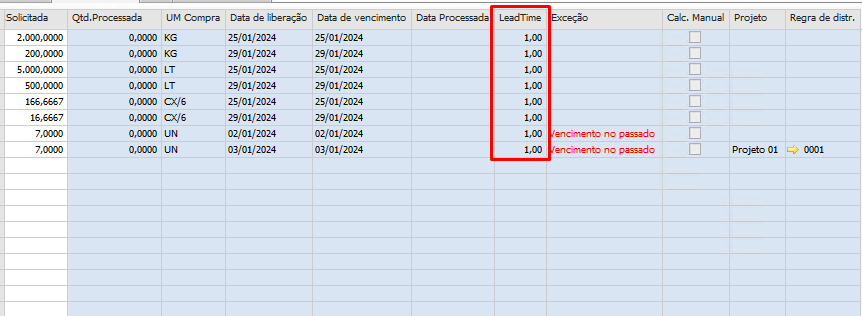 Solicitada Qtd.Processada UM Compra Data de liberação Data de vencimento Data Processada LeadTime Exceção Calc. Manual Projeto Regra de distr.
2.000,0000 0,0000 KG 25/01/2024 25/01/2024 1,00
200,0000 0,0000 KG 29/01/2024 29/01/2024 1,00
5.000,0000 0,0000 LT 25/01/2024 25/01/2024 1,00
500,0000 0,0000 LT 29/01/2024 29/01/2024 1,00
166,6667 0,0000 CX/6 25/01/2024 25/01/2024 1,00
16,6667 0,0000 CX/6 29/01/2024 29/01/2024 1,00
7,0000 0,0000 UN 02/01/2024 02/01/2024 1,00 Vencimento no passado
7,0000 0,0000 UN 03/01/2024 03/01/2024 1,00 Vencimento no passado Projeto 01 0001